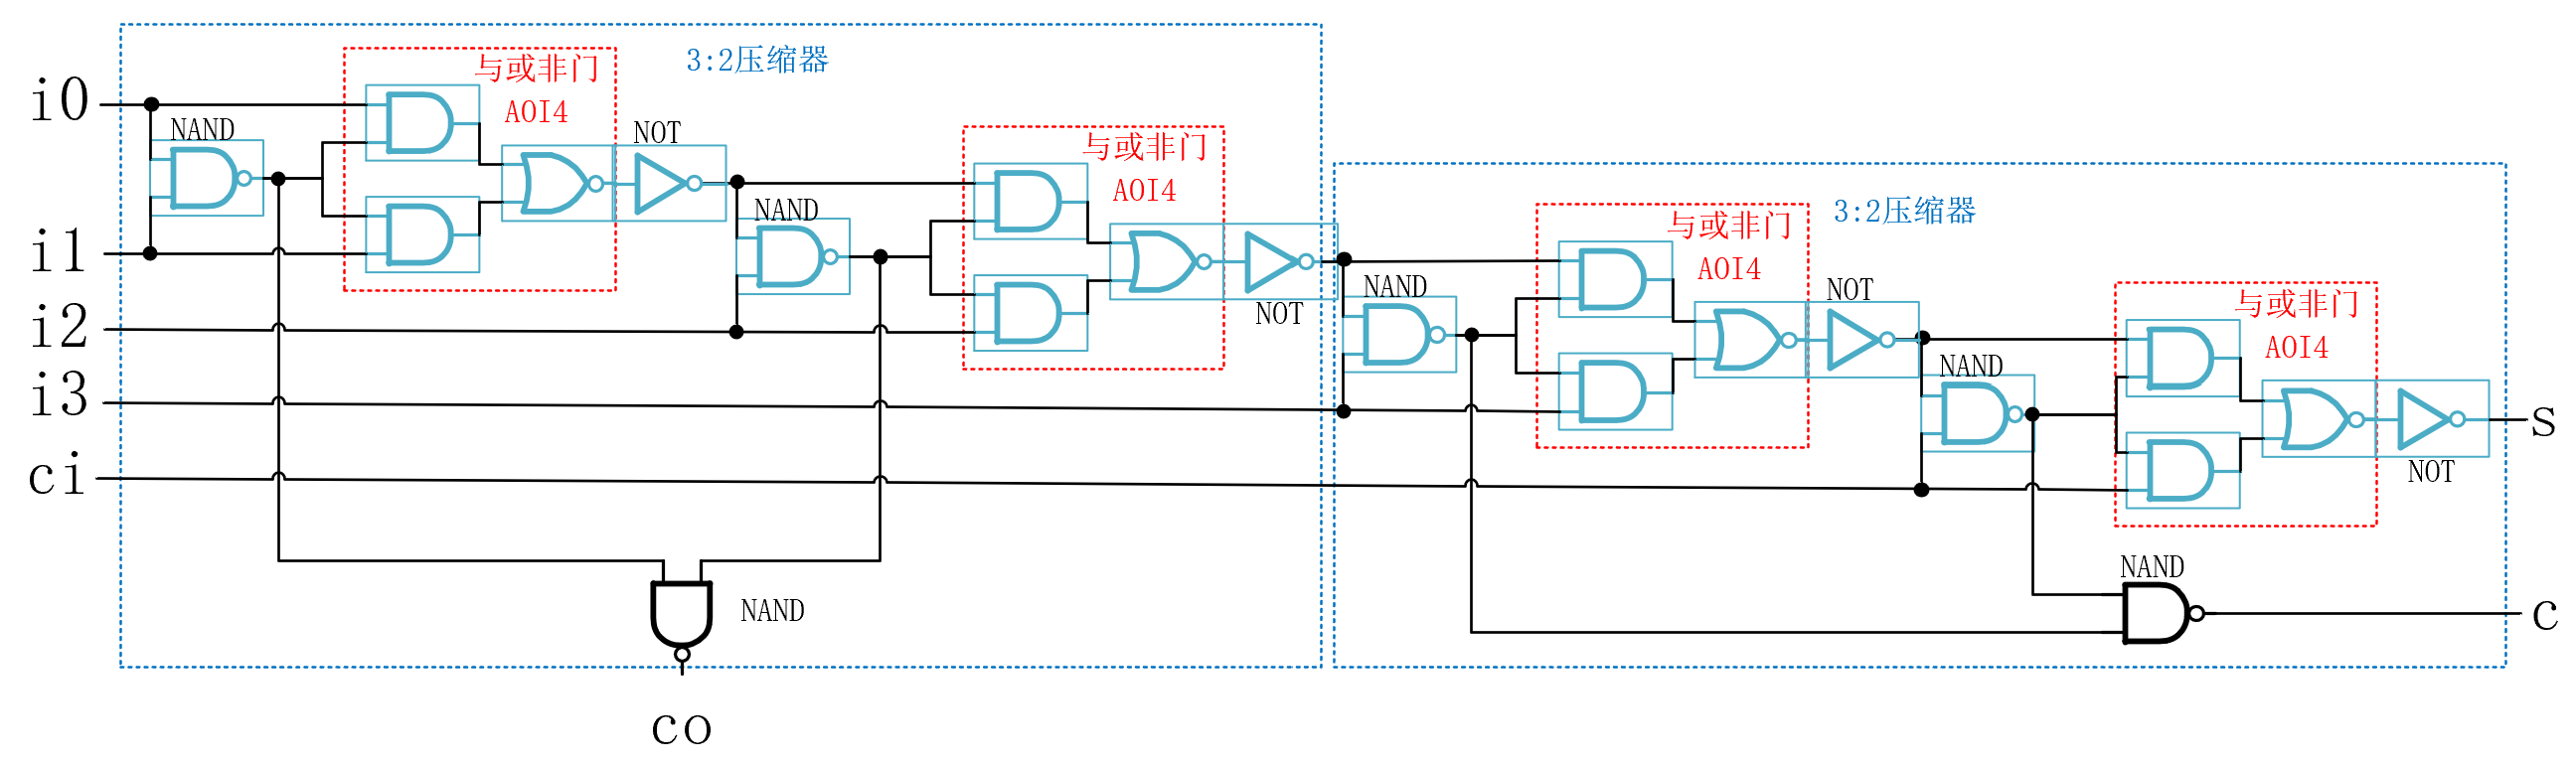 3:2压缩器
与或非门
AOI4
i0
NAND
NOT
与或非门
AOI4
NAND
3:2压缩器
与或非门
AOI4
i1
NAND
NOT
NOT
与或非门
AOI4
i2
NAND
i3
S
ci
NOT
NAND
NAND
C
CO